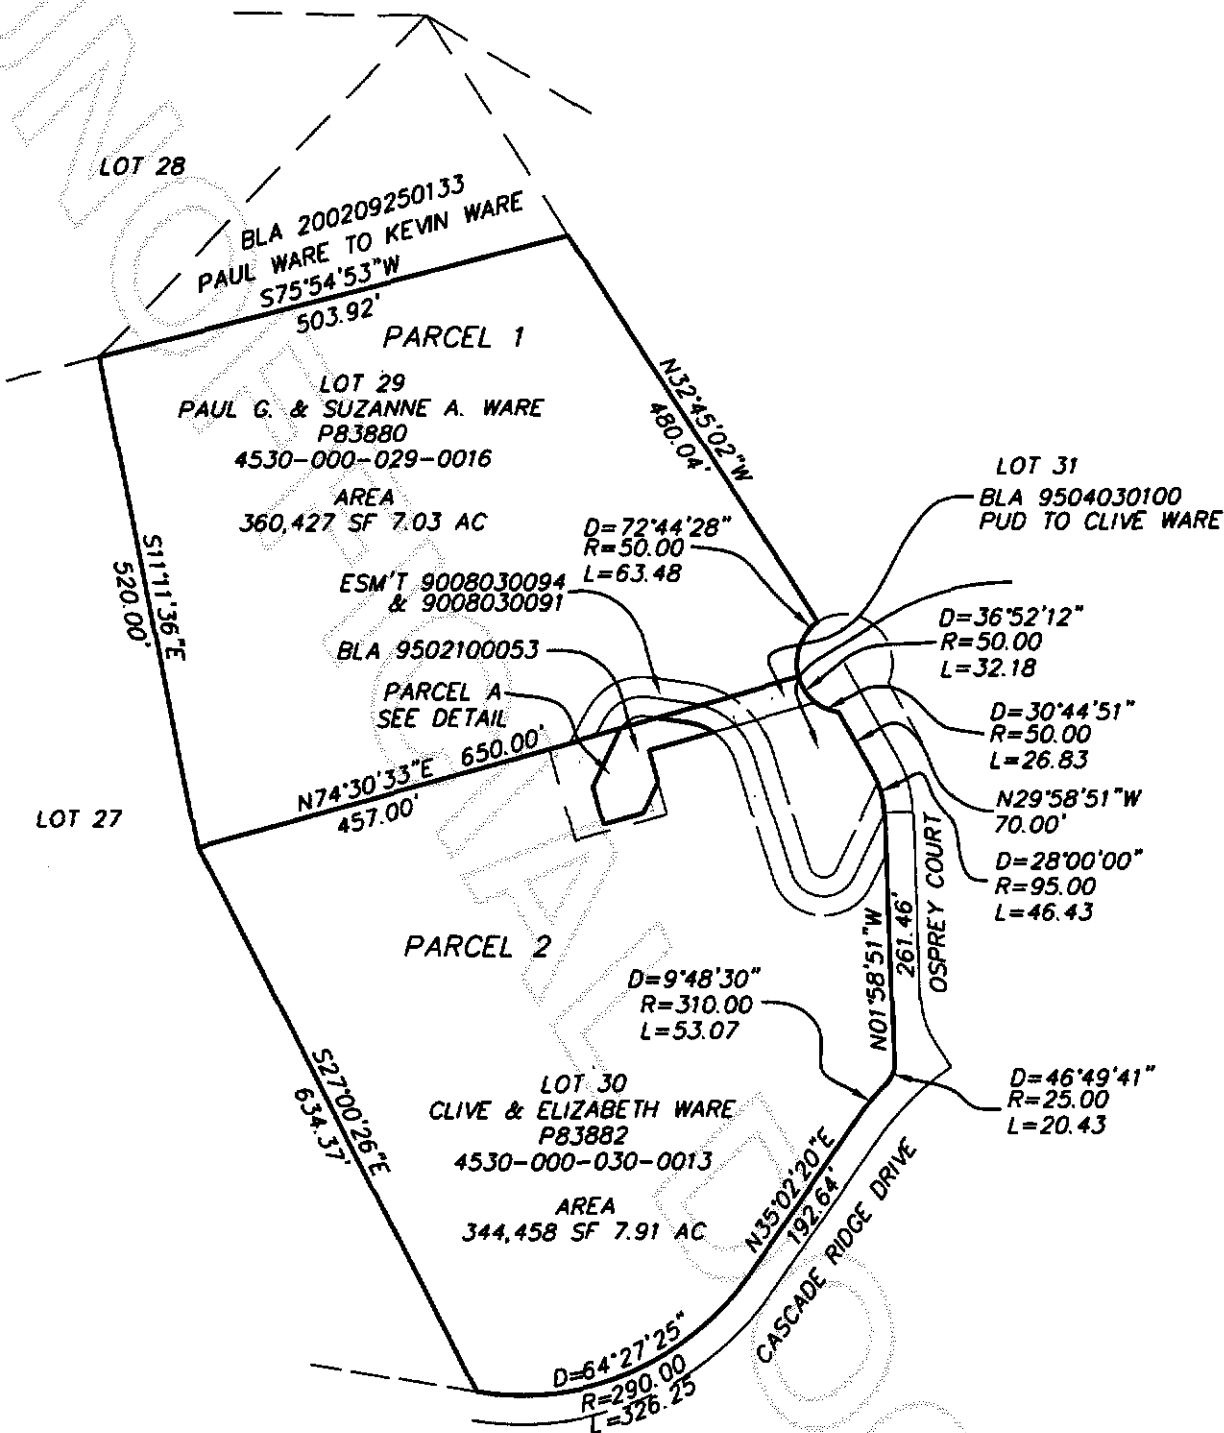 LOT 28
BLA 200209250133
PAUL WARE TO KEVIN WARE
S75°54'53"W
503.92'
PARCEL 1
LOT 29
PAUL G. & SUZANNE A. WARE
P83880
4530-000-029-0016
AREA
360,427 SF 7.03 AC
N32°45'02"W
480.04'
LOT 31
BLA 9504030100
PUD TO CLIVE WARE
D=72°44'28"
R=50.00
L=63.48
S11°11'36"E
520.00'
ESM'T 9008030094
& 9008030091
BLA 9502100053
PARCEL A
SEE DETAIL
D=36°52'12"
R=50.00
L=32.18
D=30°44'51"
R=50.00
L=26.83
N29°58'51"W
70.00'
D=28°00'00"
R=95.00
L=46.43
N74°30'33"E 650.00'
457.00'
LOT 27
PARCEL 2
N01°58'51"W
261.46'
OSPREY COURT
D=9°48'30"
R=310.00
L=53.07
D=46°49'41"
R=25.00
L=20.43
S27°00'26"E
634.37'
LOT 30
CLIVE & ELIZABETH WARE
P83882
4530-000-030-0013
AREA
344,458 SF 7.91 AC
N35°02'20"E
192.64'
CASCADE RIDGE DRIVE
D=64°27'25"
R=290.00
L=326.25